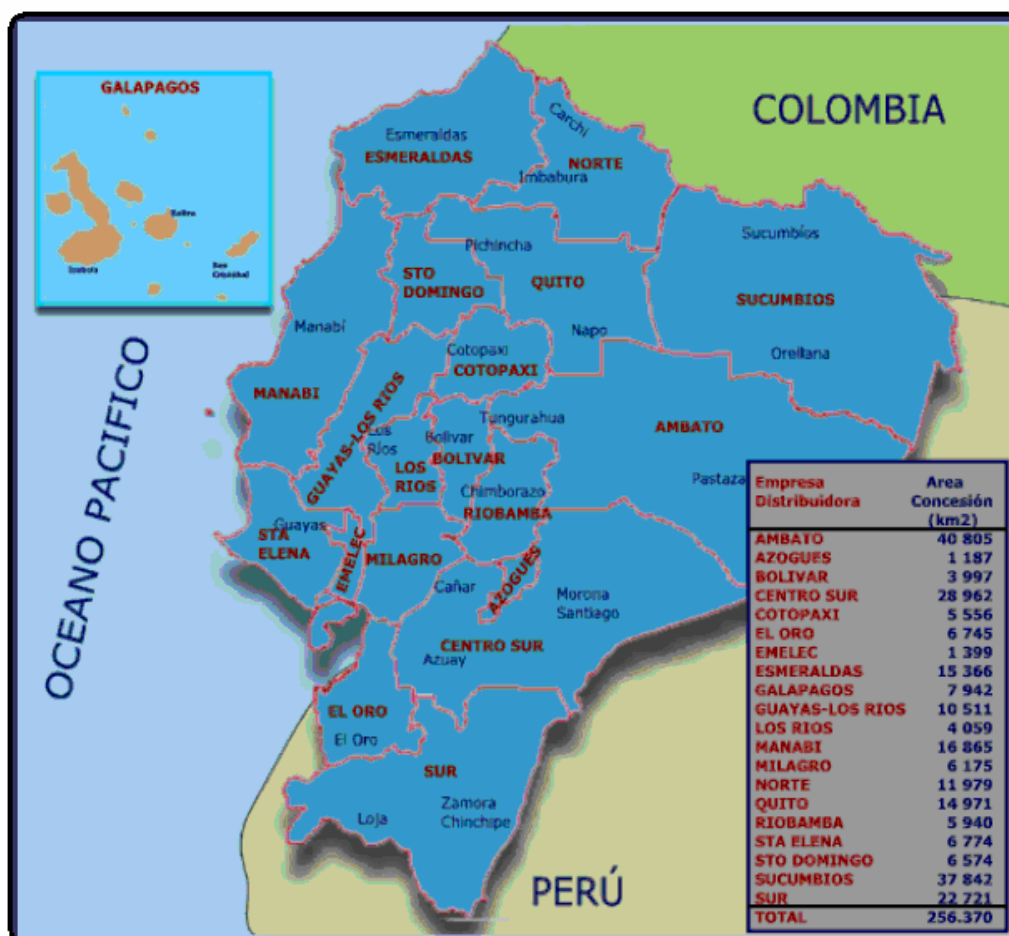 GALAPAGOS
Bolivar
Isabela
San
Cristóbal
COLOMBIA
OCEANO PACIFICO
PERÚ
Esmeraldas
ESMERALDAS
Carchi
NORTE
Imbabura
Pichincha
STO
DOMINGO
QUITO
Napo
Sucumbíos
SUCUMBIOS
Orellana
Manabí
MANABI
Cotopaxi
COTOPAXI
GUAYAS-LOS RIOS
Los
Ríos
LOS
RIOS
Bolivar
BOLIVAR
Tungurahua
AMBATO
Pastaza
Chimborazo
RIOBAMBA
Guayas
STA
ELENA
EMELEC
MILAGRO
Cañar
AZOGUES
Morona
Santiago
CENTRO SUR
Azuay
EL ORO
El Oro
SUR
Loja
Zamora
Chinchipe
Empresa Area
Distribuidora Concesión
(km2)
AMBATO 40 805
AZOGUES 1 187
BOLIVAR 3 997
CENTRO SUR 28 962
COTOPAXI 5 556
EL ORO 6 745
EMELEC 1 399
ESMERALDAS 15 366
GALAPAGOS 7 942
GUAYAS-LOS RIOS 10 511
LOS RIOS 4 059
MANABI 16 865
MILAGRO 6 175
NORTE 11 979
QUITO 14 971
RIOBAMBA 5 940
STA ELENA 6 774
STO DOMINGO 6 574
SUCUMBIOS 37 842
SUR 22 721
TOTAL 256.370